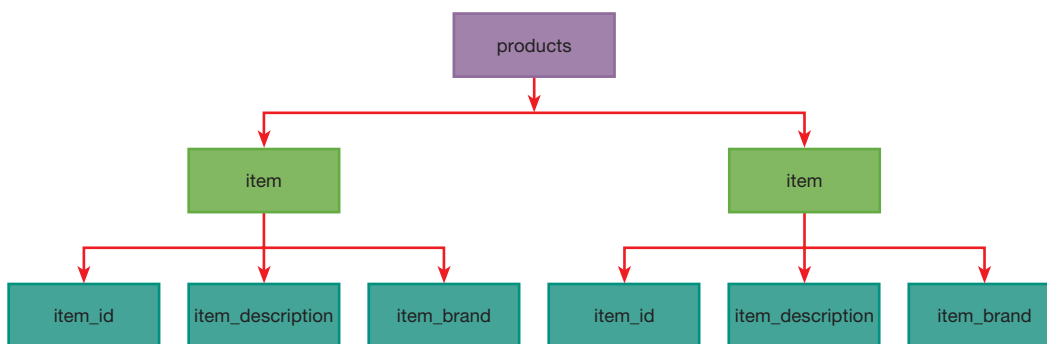 products
item
item
item_id
item_description
item_brand
item_id
item_description
item_brand